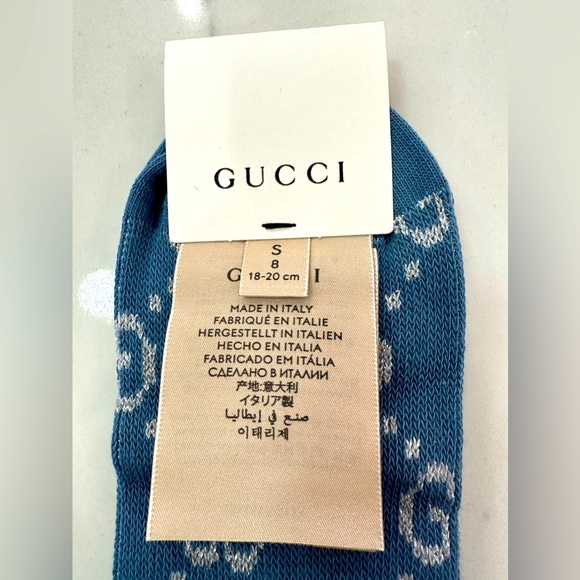 GUCCI
S
8
18-20 cm
G I
MADE IN ITALY
FABRIQUÉ EN ITALIE
HERGESTELLT IN ITALIEN
HECHO EN ITALIA
FABRICADO EM ITÁLIA
СДЕЛАНО В ИТАЛИИ
产地:意大利
イタリア製
صنع في إيطاليا
이태리제
G